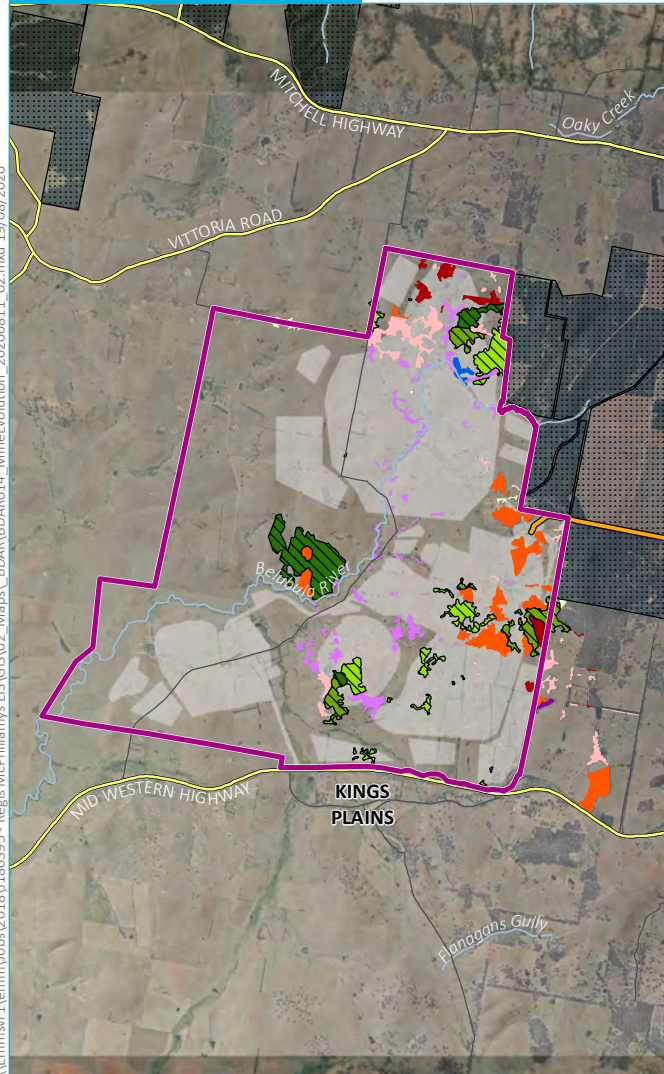 MITCHELL HIGHWAY
Oaky Creek
VITTORIA ROAD
Belubula River
MID WESTERN HIGHWAY
KINGS
PLAINS
Flanagans Gully